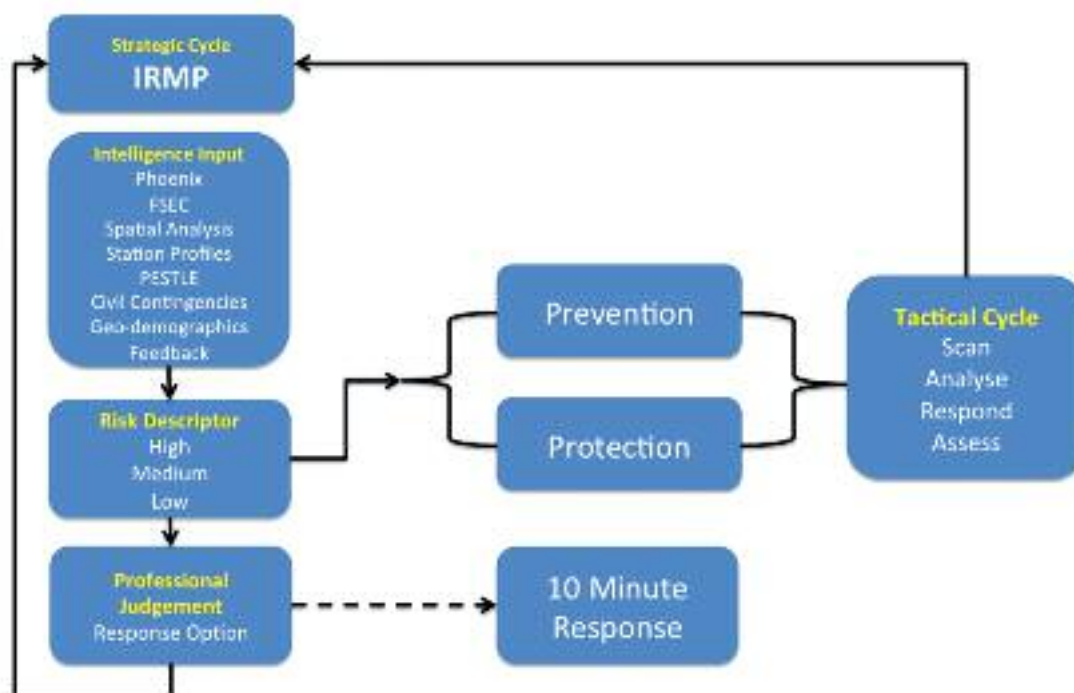 Strategic Cycle
IRMP
Intelligence Input
Phoenix
FSEC
Spatial Analysis
Station Profiles
PESTLE
Civil Contingencies
Geo-demographics
Feedback
Risk Descriptor
High
Medium
Low
Professional
Judgement
Response Option
Prevention
Protection
10 Minute
Response
Tactical Cycle
Scan
Analyse
Respond
Assess